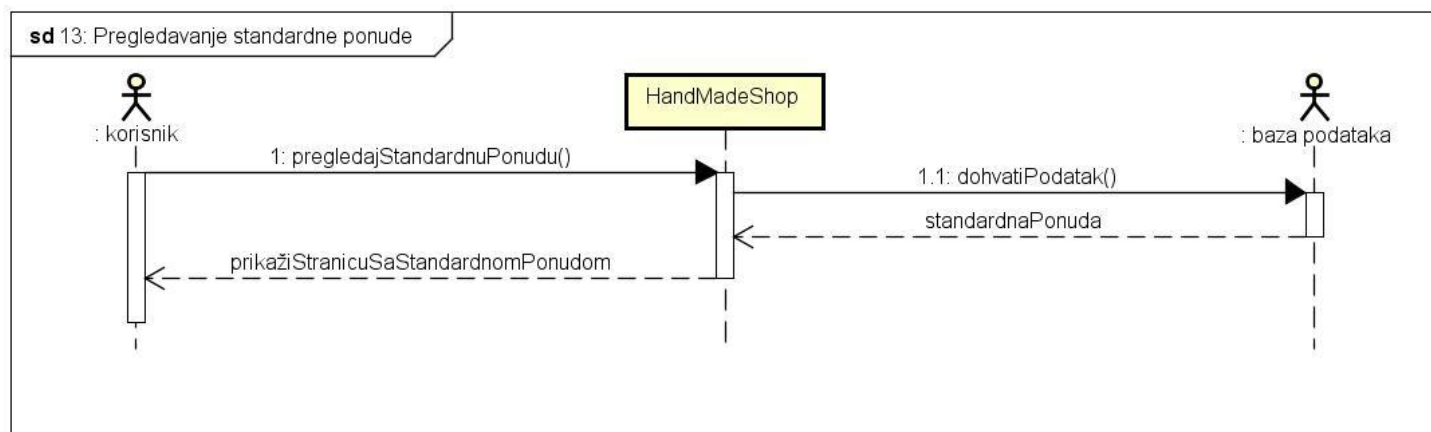 sd 13: Pregledavanje standardne ponude
HandMadeShop
: korisnik
: baza podataka
1: pregledajStandardnuPonudu()
1.1: dohvatiPodatak()
standardnaPonuda
prikažiStranicuSaStandardnomPonudom